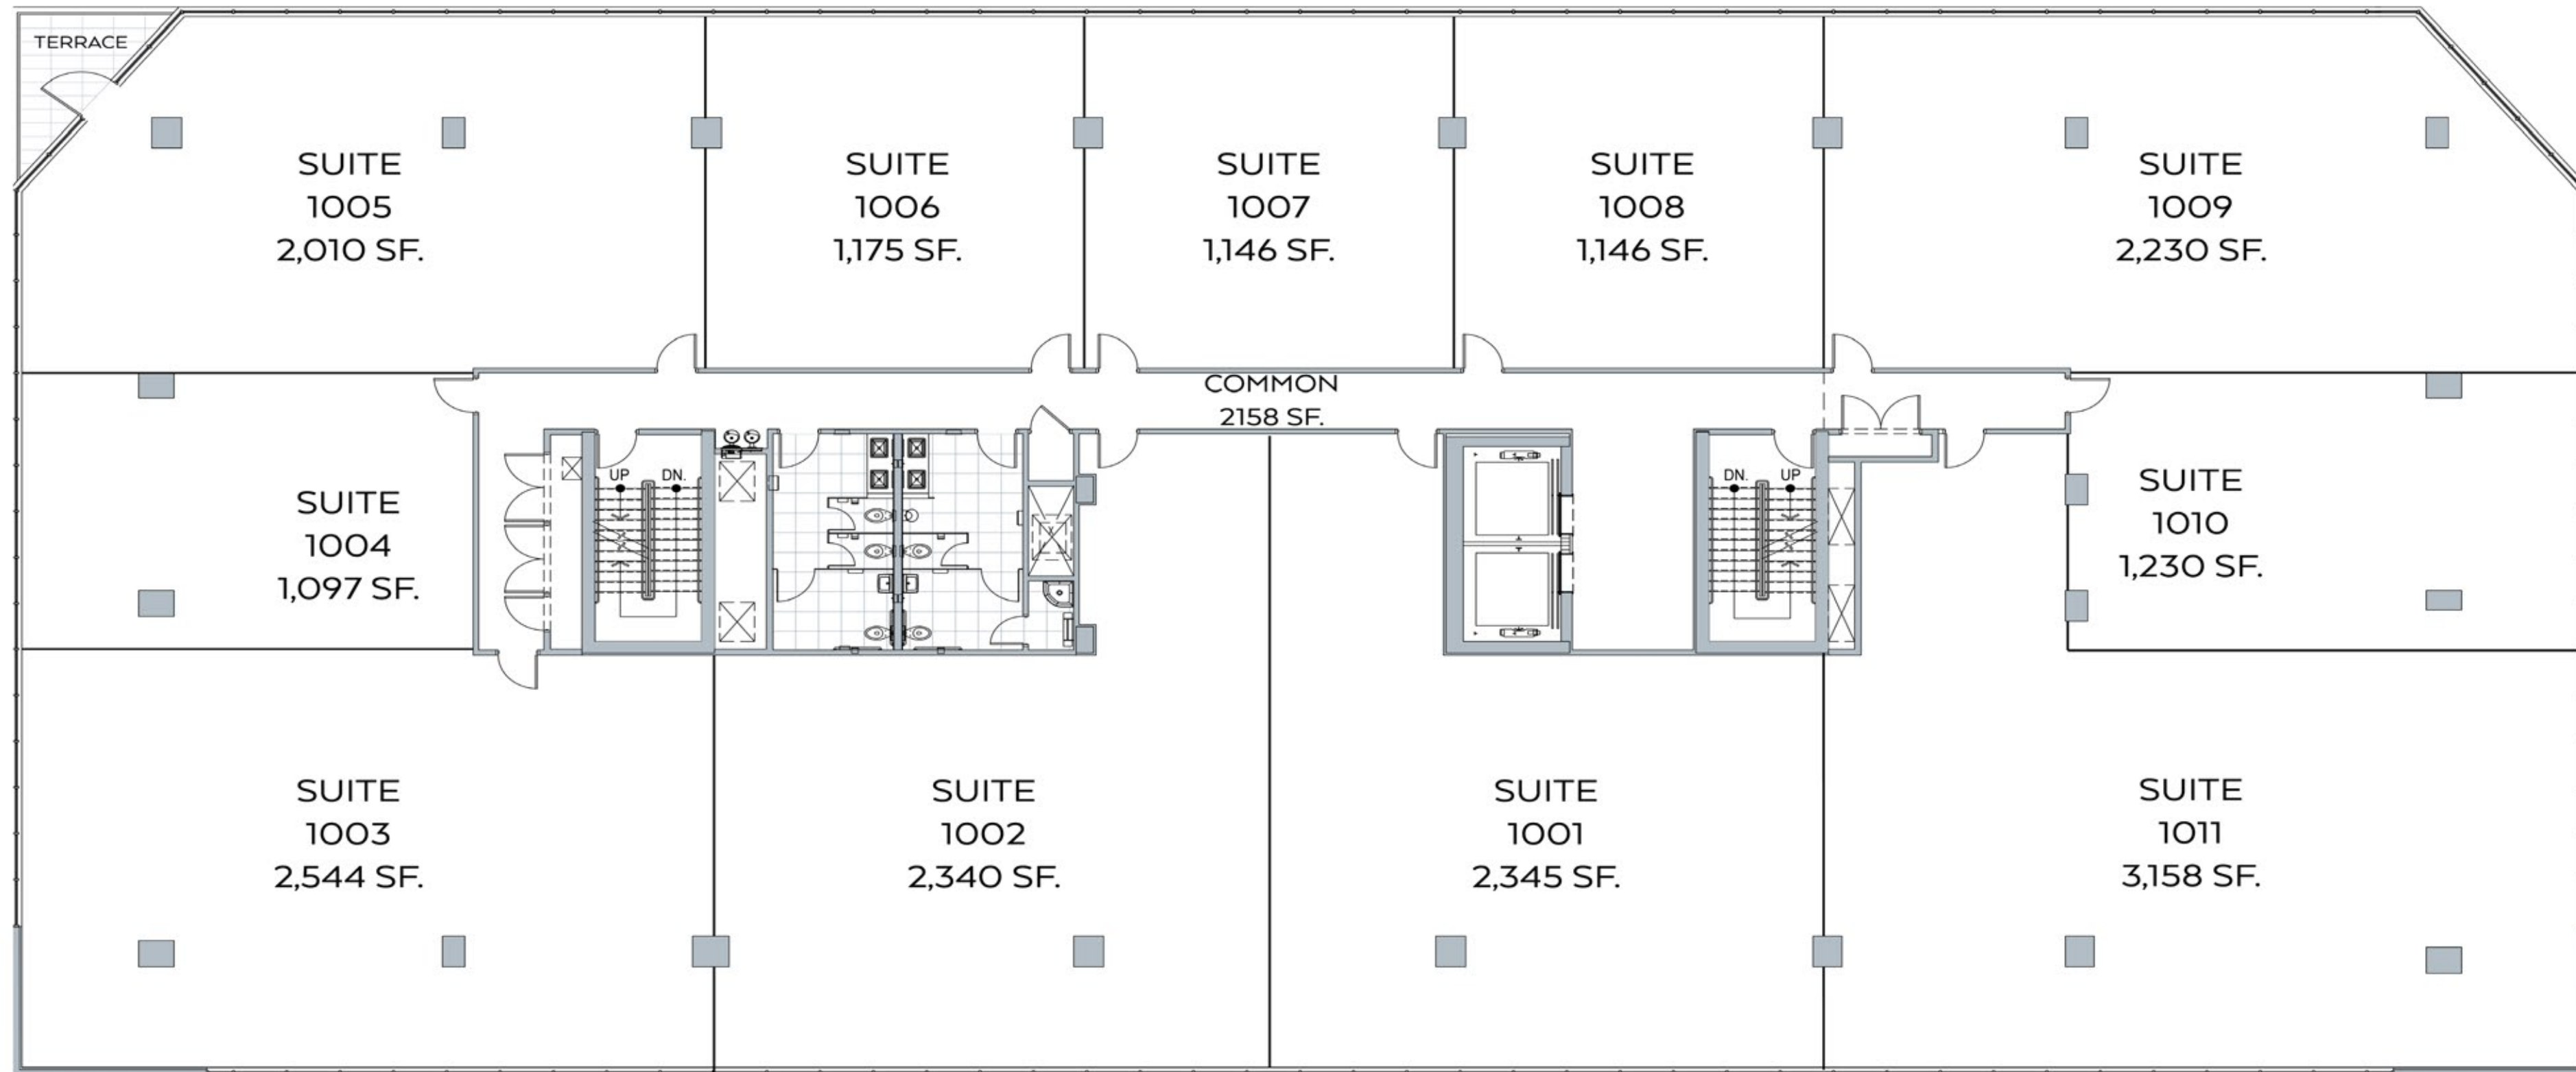 TERRACE
SUITE
1005
2,010 SF.
SUITE
1006
1,175 SF.
SUITE
1007
1,146 SF.
SUITE
1008
1,146 SF.
SUITE
1009
2,230 SF.
COMMON
2158 SF.
UP
DN.
DN.
UP
SUITE
1004
1,097 SF.
SUITE
1010
1,230 SF.
SUITE
1003
2,544 SF.
SUITE
1002
2,340 SF.
SUITE
1001
2,345 SF.
SUITE
1011
3,158 SF.